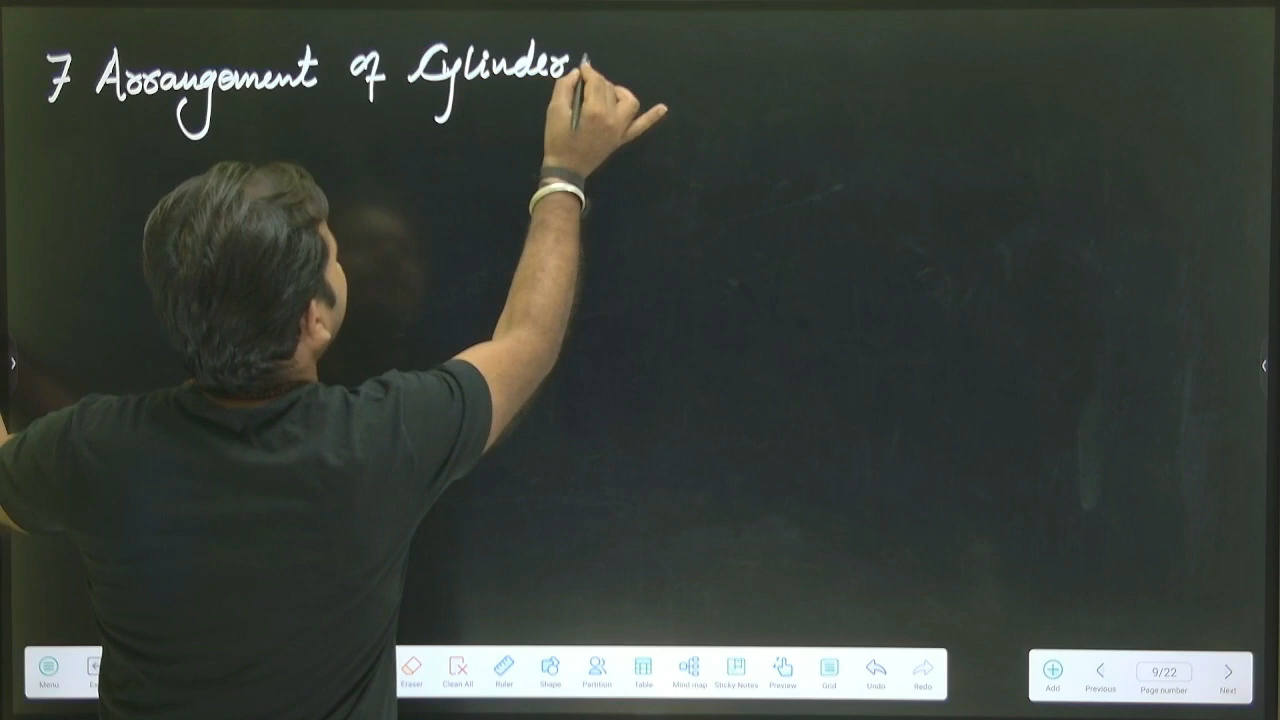 7 Arrangement of Cylinder
Menu
Eraser Clean All Ruler Shape Partition Table Mind map Sticky Notes Preview Grid Undo Redo
Add Previous 9/22 Page number Next